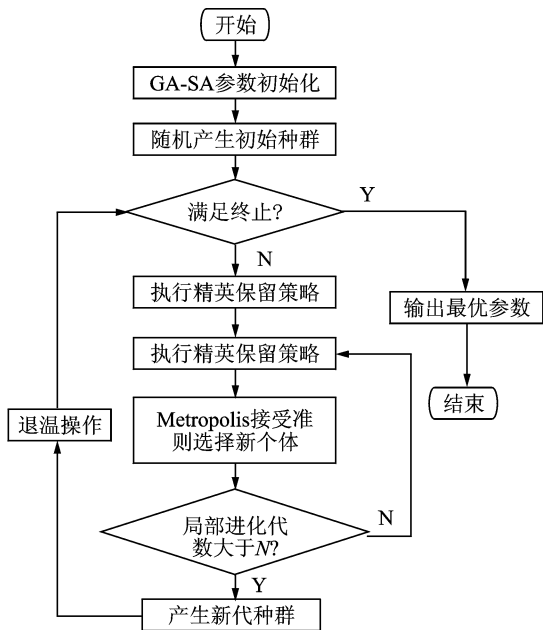 开始
GA-SA参数初始化
随机产生初始种群
满足终止?
Y
N
执行精英保留策略
输出最优参数
执行精英保留策略
结束
退温操作
Metropolis接受准
则选择新个体
局部进化代
数大于N?
N
Y
产生新代种群